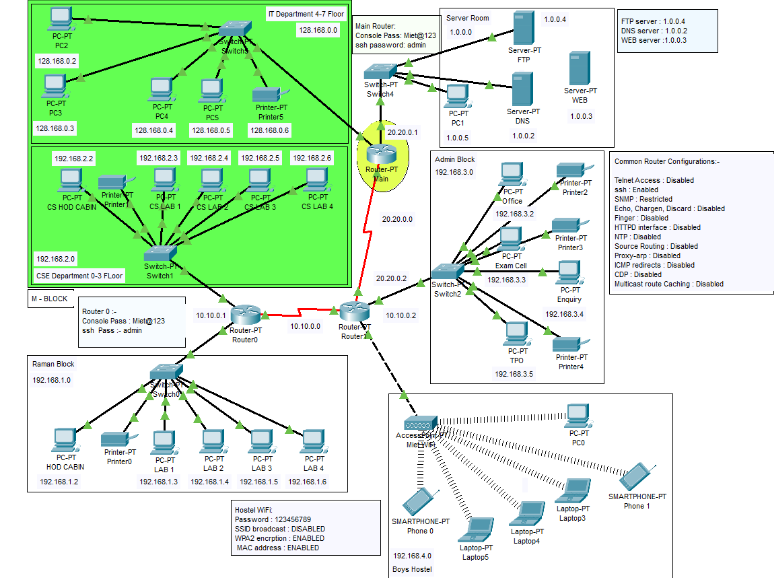 IT Department 4-7 Floor
128.168.0.0
PC-PT
PC2
128.168.0.2
PC-PT
PC3
128.168.0.3
PC-PT
PC4
128.168.0.4
PC-PT
PC5
128.168.0.5
Printer-PT
Printer5
128.168.0.6
Main Router:
Console Pass: Miet@123
ssh password: admin
Switch-PT
Switch4
20.20.0.1
Router-PT
Main
Server Room
1.0.0.0
1.0.0.4
Server-PT
FTP
Server-PT
WEB
1.0.0.3
PC-PT
PC1
1.0.0.5
Server-PT
DNS
1.0.0.2
FTP server : 1.0.0.4
DNS server : 1.0.0.2
WEB server :1.0.0.3
192.168.2.2
192.168.2.3
192.168.2.4
192.168.2.5
192.168.2.6
PC-PT
CS HOD CABIN
Printer-PT
PC-PT
CS LAB 1
PC-PT
CS LAB 2
PC-PT
CS LAB 3
PC-PT
CS LAB 4
192.168.2.0
Switch-PT
Switch1
CSE Department 0-3 FLoor
M - BLOCK
Router 0 :-
Console Pass : Miet@123
ssh Pass :- admin
10.10.0.1
Router-PT
Router0
10.10.0.0
20.20.0.0
20.20.0.2
10.10.0.2
Router-PT
Admin Block
192.168.3.0
PC-PT
Office
192.168.3.2
Printer-PT
Printer2
PC-PT
Exam Cell
192.168.3.3
Printer-PT
Printer3
Switch-PT
Switch2
PC-PT
Enquiry
192.168.3.4
PC-PT
TPO
192.168.3.5
Printer-PT
Printer4
Common Router Configurations:-
Telnet Access : Disabled
ssh : Enabled
SNMP : Restricted
Echo, Chargen, Discard : Disabled
Finger : Disabled
HTTPD interface : Disabled
NTP : Disabled
Source Routing : Disabled
Proxy-arp : Disabled
ICMP redirects : Disabled
CDP : Disabled
Multicast route Caching : Disabled
Raman Block
192.168.1.0
Switch-PT
Switch0
PC-PT
HOD CABIN
192.168.1.2
Printer-PT
Printer0
PC-PT
LAB 1
192.168.1.3
PC-PT
LAB 2
192.168.1.4
PC-PT
LAB 3
192.168.1.5
PC-PT
LAB 4
192.168.1.6
Hostel WiFI:
Password : 123456789
SSID broadcast : DISABLED
WPA2 encrption : ENABLED
MAC address : ENABLED
PC-PT
PC0
SMARTPHONE-PT
Phone 0
SMARTPHONE-PT
Phone 1
Laptop-PT
Laptop3
Laptop-PT
Laptop4
Laptop-PT
Laptop5
192.168.4.0
Boys Hostel